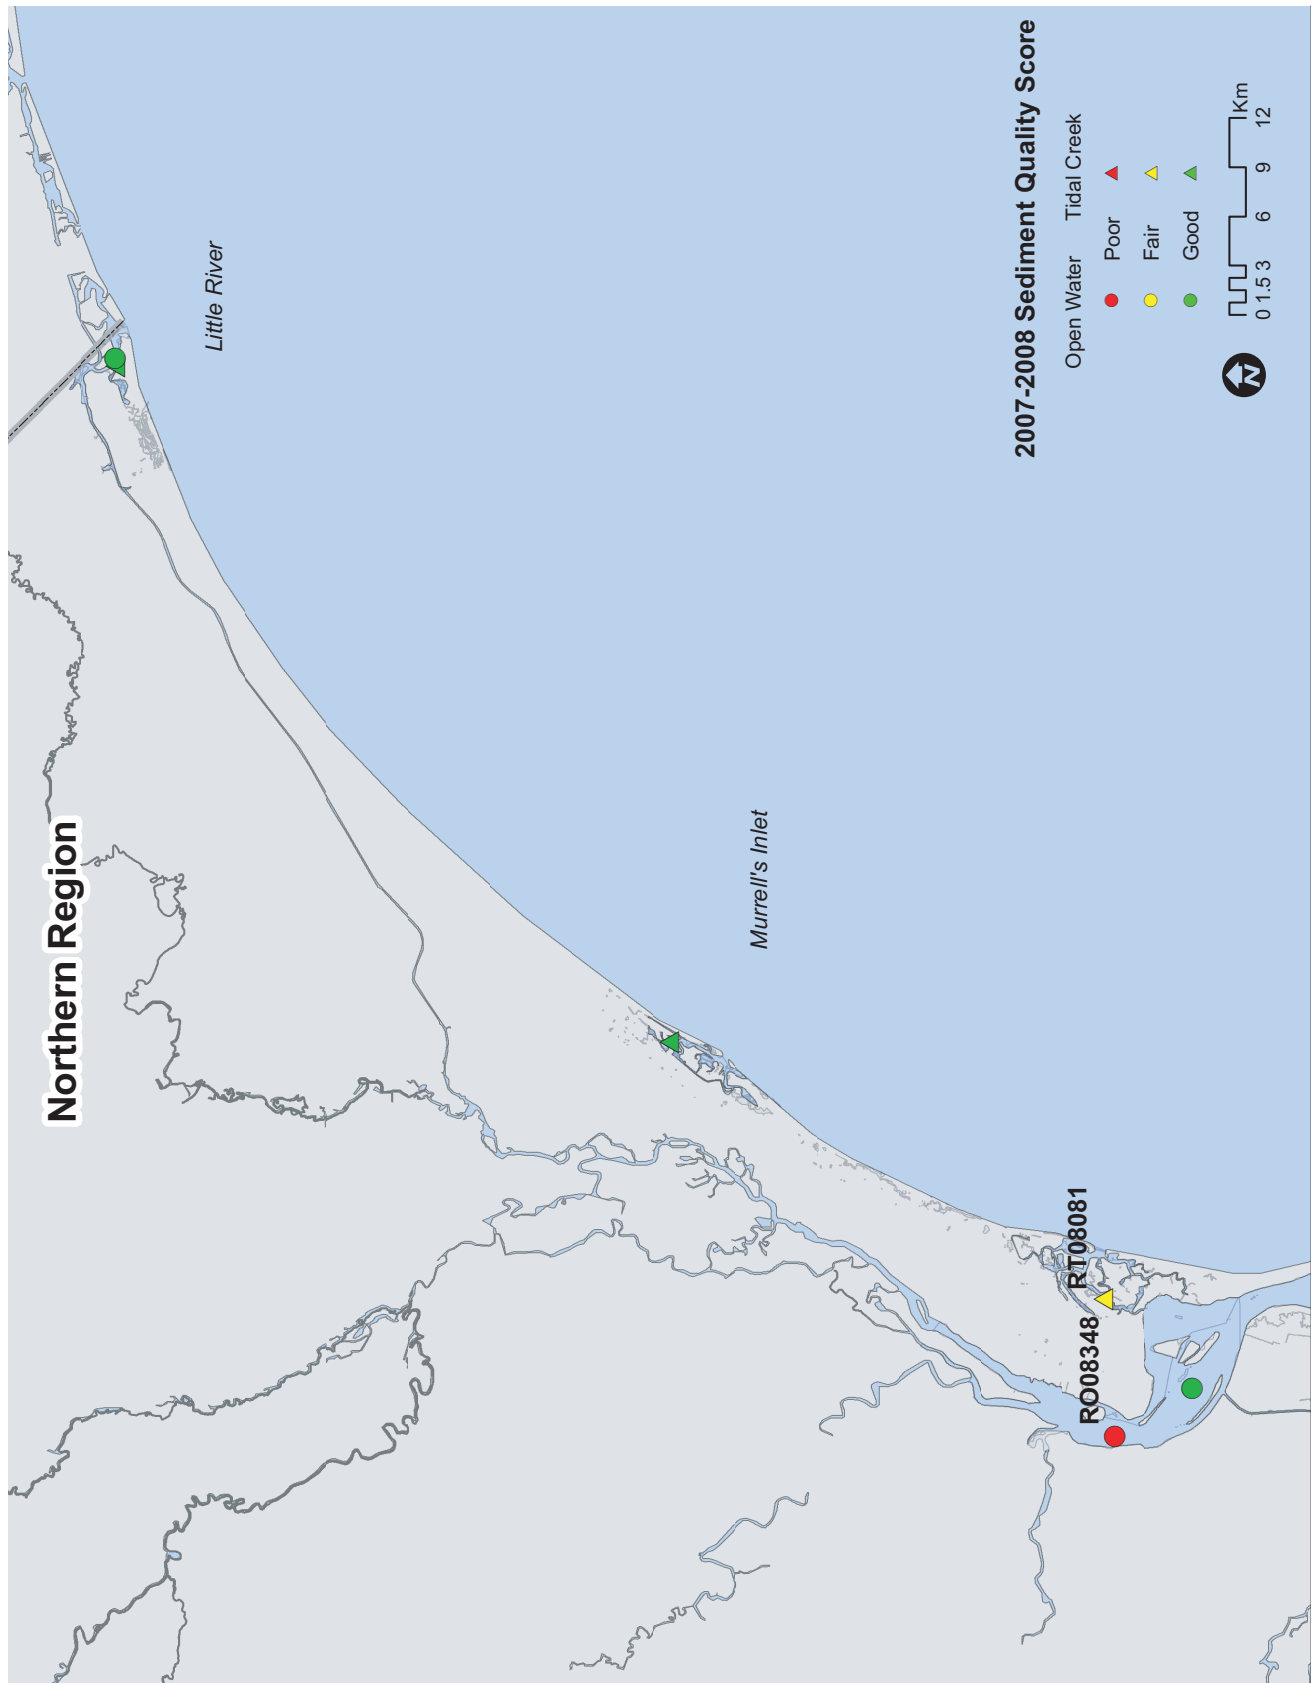 Northern Region
Little River
Murrell's Inlet
RT08081
RO08348
2007-2008 Sediment Quality Score
Open Water Tidal Creek
Poor
Fair
Good
N
0 1.5 3 6 9 12 Km